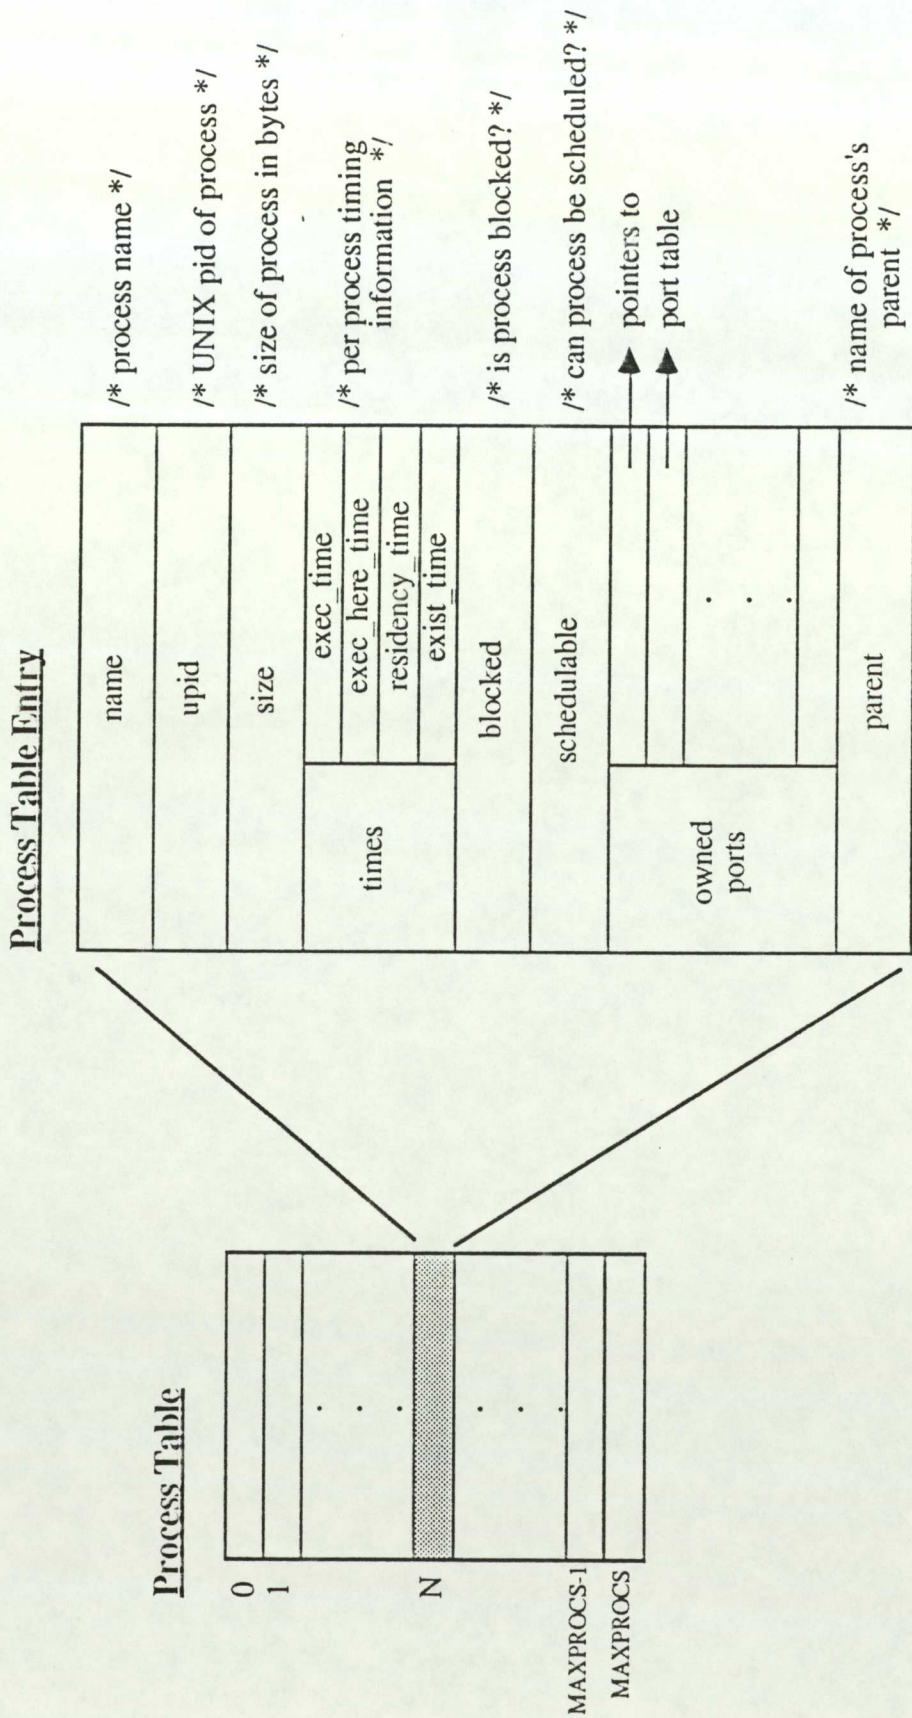 Process Table
0
1
.
.
.
N
.
.
.
MAXPROCS-1
MAXPROCS
Process Table Entry
name /* process name */
upid /* UNIX pid of process */
size /* size of process in bytes */
times
exec_time
exec_here_time
residency_time
exist_time
/* per process timing
information */
blocked /* is process blocked? */
schedulable /* can process be scheduled? */
owned
ports
pointers to
port table
.
.
.
parent /* name of process's
parent */